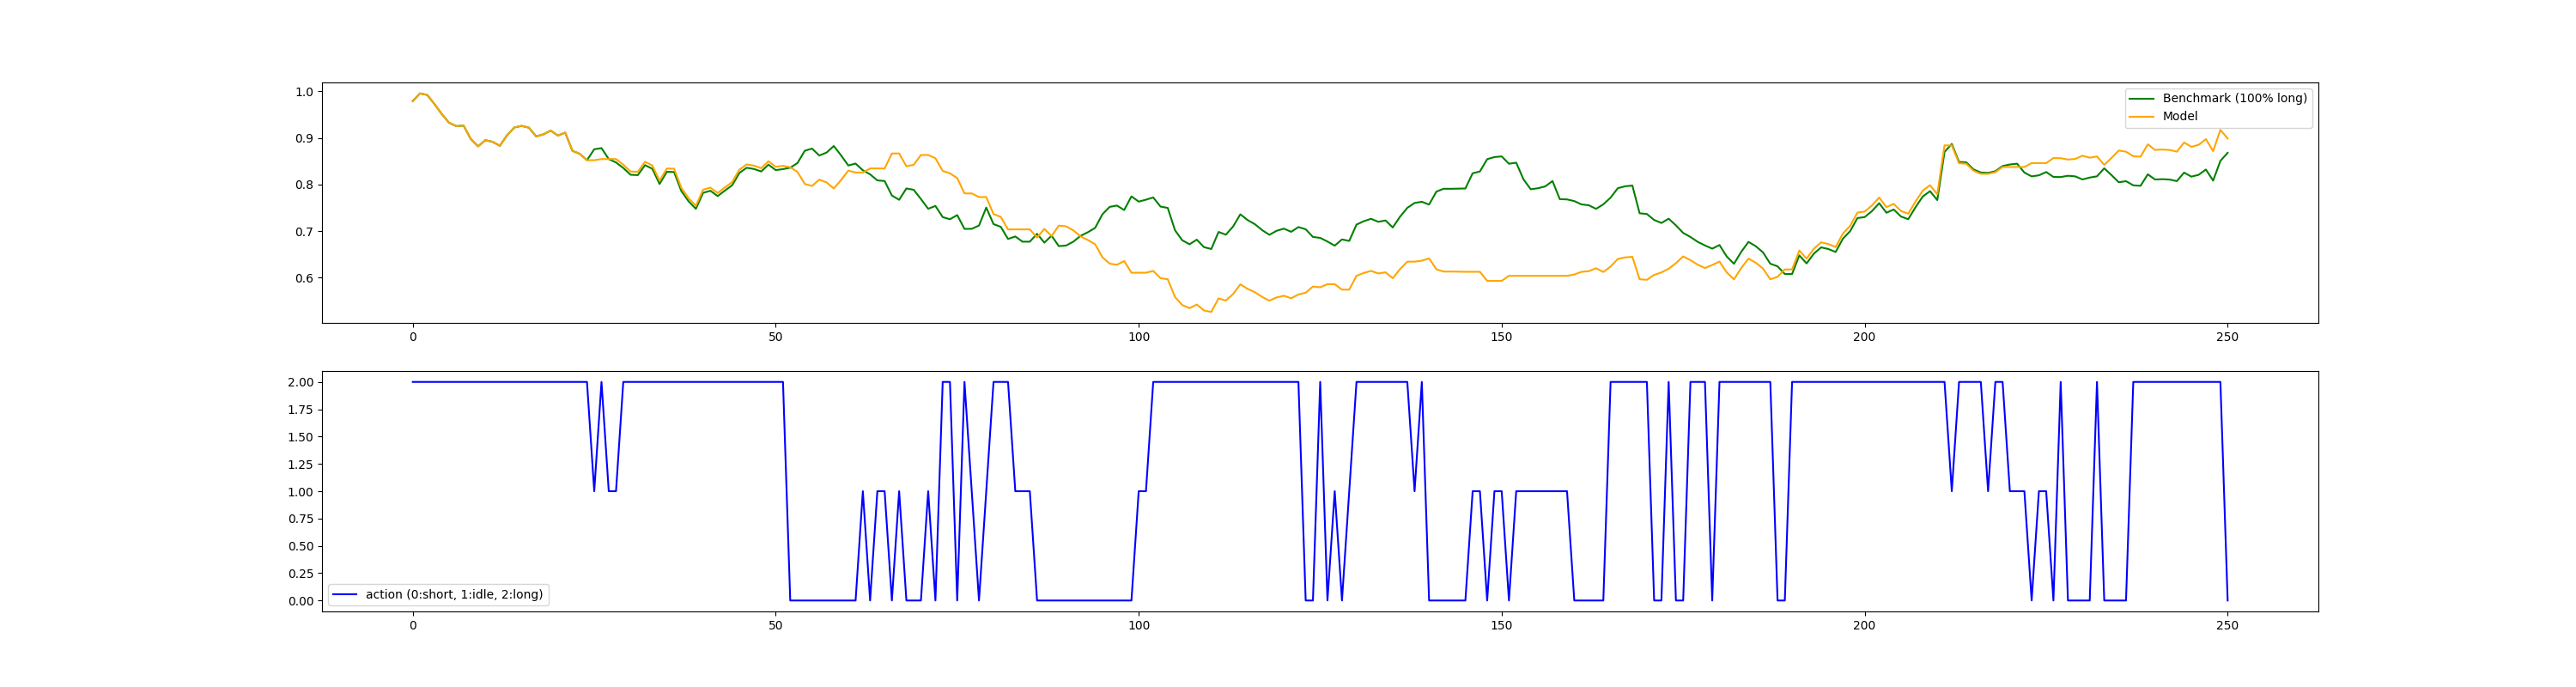 1.0
0.9
0.8
0.7
0.6
Benchmark (100% long)
Model
0 50 100 150 200 250
2.00
1.75
1.50
1.25
1.00
0.75
0.50
0.25
0.00
action (0:short, 1:idle, 2:long)
0 50 100 150 200 250